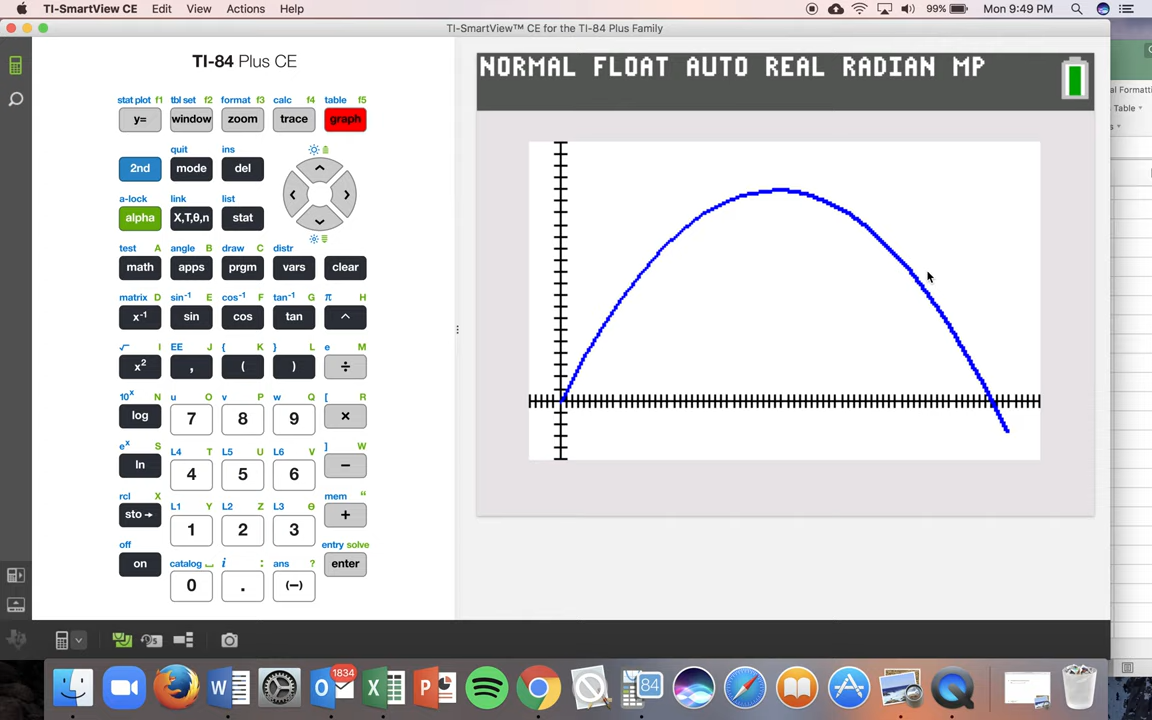 TI-SmartView CE Edit View Actions Help 99% Mon 9:49 PM
TI-SmartView™ CE for the TI-84 Plus Family
TI-84 Plus CE
NORMAL FLOAT AUTO REAL RADIAN MP
al Formatti
Table
stat plot f1 tbl set f2 format f3 calc f4 table f5
y= window zoom trace graph
quit ins
2nd mode del
a-lock link list
alpha X,T,θ,n stat
test A angle B draw C distr
math apps prgm vars clear
matrix D sin-1 E cos-1 F tan-1 G π H
x-1 sin cos tan ^
√ I EE J { K } L e M
x2 , ( ) ÷
10x N u O v P w Q [ R
log 7 8 9 ×
ex S L4 T L5 U L6 V ] W
ln 4 5 6 −
rcl X L1 Y L2 Z L3 θ mem “
sto→ 1 2 3 +
off catalog i : ans ? entry solve
on 0 . (−) enter
1834
84